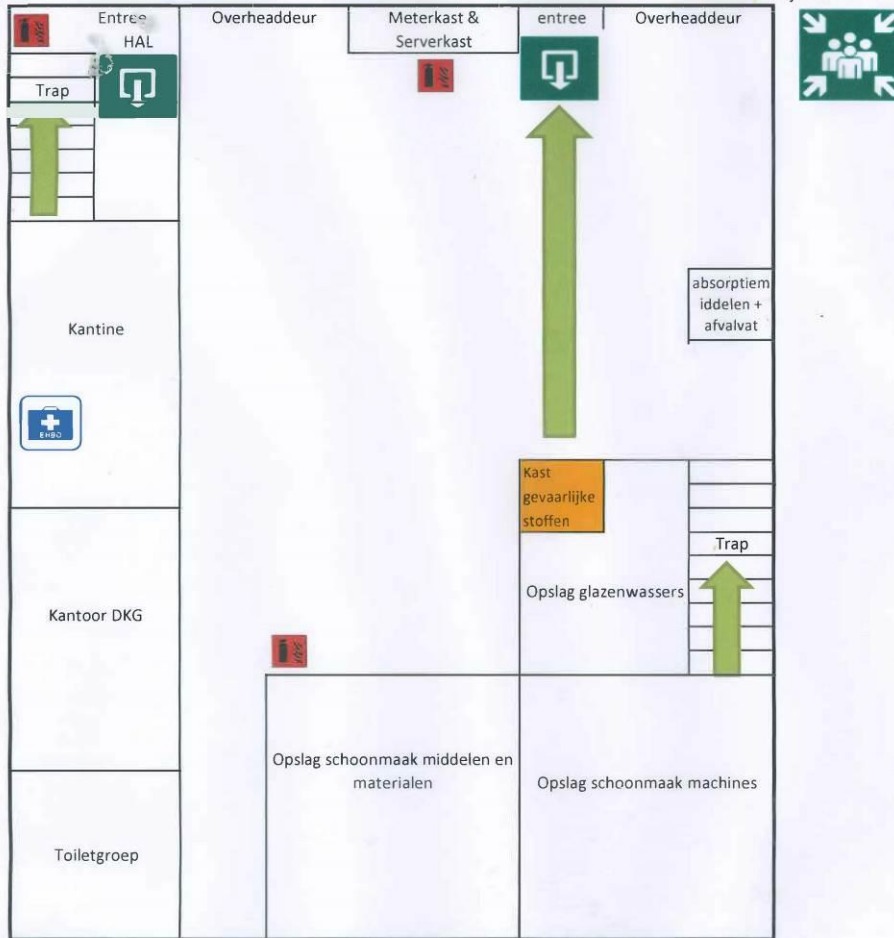 Entree
HAL
Overheaddeur
Meterkast &
Serverkast
entree
Overheaddeur
Trap
absorptiem
iddelen +
afvalvat
Kantine
EHBO
Kast
gevaarlijke
stoffen
Trap
Opslag glazenwassers
Kantoor DKG
Opslag schoonmaak middelen en
materialen
Opslag schoonmaak machines
Toiletgroep